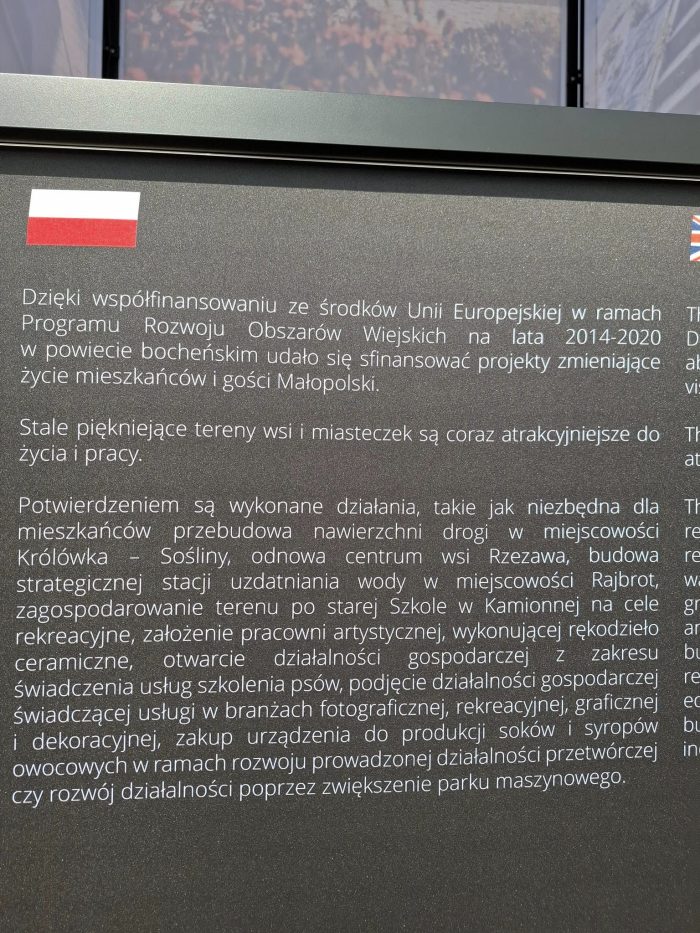 Dzięki współfinansowaniu ze środków Unii Europejskiej w ramach
Programu Rozwoju Obszarów Wiejskich na lata 2014-2020
w powiecie bocheńskim udało się sfinansować projekty zmieniające
życie mieszkańców i gości Małopolski.
Stale piękniejące tereny wsi i miasteczek są coraz atrakcyjniejsze do
życia i pracy.
Potwierdzeniem są wykonane działania, takie jak niezbędna dla
mieszkańców przebudowa nawierzchni drogi w miejscowości
Królówka – Sośliny, odnowa centrum wsi Rzezawa, budowa
strategicznej stacji uzdatniania wody w miejscowości Rajbrot,
zagospodarowanie terenu po starej Szkole w Kamionnej na cele
rekreacyjne, założenie pracowni artystycznej, wykonującej rękodzieło
ceramiczne, otwarcie działalności gospodarczej z zakresu
świadczenia usług szkolenia psów, podjęcie działalności gospodarczej
świadczącej usługi w branżach fotograficznej, rekreacyjnej, graficznej
i dekoracyjnej, zakup urządzenia do produkcji soków i syropów
owocowych w ramach rozwoju prowadzonej działalności przetwórczej
czy rozwój działalności poprzez zwiększenie parku maszynowego.